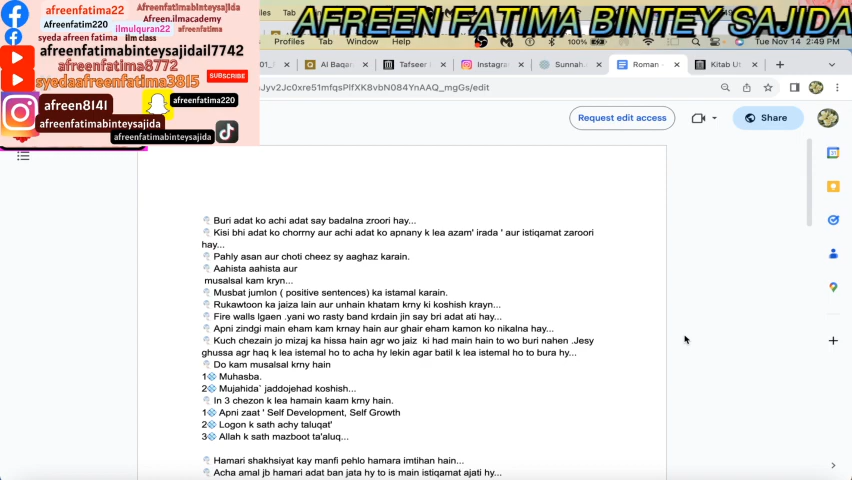 AFREEN FATIMA BINTEY SAJIDA
afreenfatima22
Afreenfatimabinteysajida
Afreen.ilmacademy
Afreenfatima220
ilmulquran22
afreenfatima
syeda afreen fatima
ilm class
afreenfatimabinteysajidail7742
afreenfatima8772
SUBSCRIBE
syedaafreenfatima3815
afreen8141
afreenfatima220
afreenfatimabinteysajida
afreenfatimabinteysajida
Profiles Tab Window Help
100%
Tue Nov 14 2:49 PM
Al Baqar
Tafseer
Instagra
Sunnah.
Roman -
Kitab Ut
Jyv2Jc0xre51mfqsPlfXK8vbN084YnAAQ_mgGs/edit
Request edit access
Share
Buri adat ko achi adat say badalna zroori hay...
Kisi bhi adat ko chorrny aur achi adat ko apnany k lea azam' irada ' aur istiqamat zaroori
hay...
Pahly asan aur choti cheez sy aaghaz karain.
Aahista aahista aur
musalsal kam kryn...
Musbat jumlon ( positive sentences) ka istamal karain.
Rukawtoon ka jaiza lain aur unhain khatam krny ki koshish krayn...
Fire walls lgaen .yani wo rasty band krdain jin say bri adat ati hay...
Apni zindgi main eham kam krnay hain aur ghair eham kamon ko nikalna hay...
Kuch chezain jo mizaj ka hissa hain agr wo jaiz ki had main hain to wo buri nahen .Jesy
ghussa agr haq k lea istemal ho to acha hy lekin agar batil k lea istemal ho to bura hy...
Do kam musalsal krny hain
1 Muhasba.
2 Mujahida` jaddojehad koshish...
In 3 chezon k lea hamain kaam krny hain.
1 Apni zaat ' Self Development, Self Growth
2 Logon k sath achy taluqat'
3 Allah k sath mazboot ta'aluq...
Hamari shakhsiyat kay manfi pehlo hamara imtihan hain...
Acha amal jb hamari adat ban jata hy to is main istiqamat ajati hy...